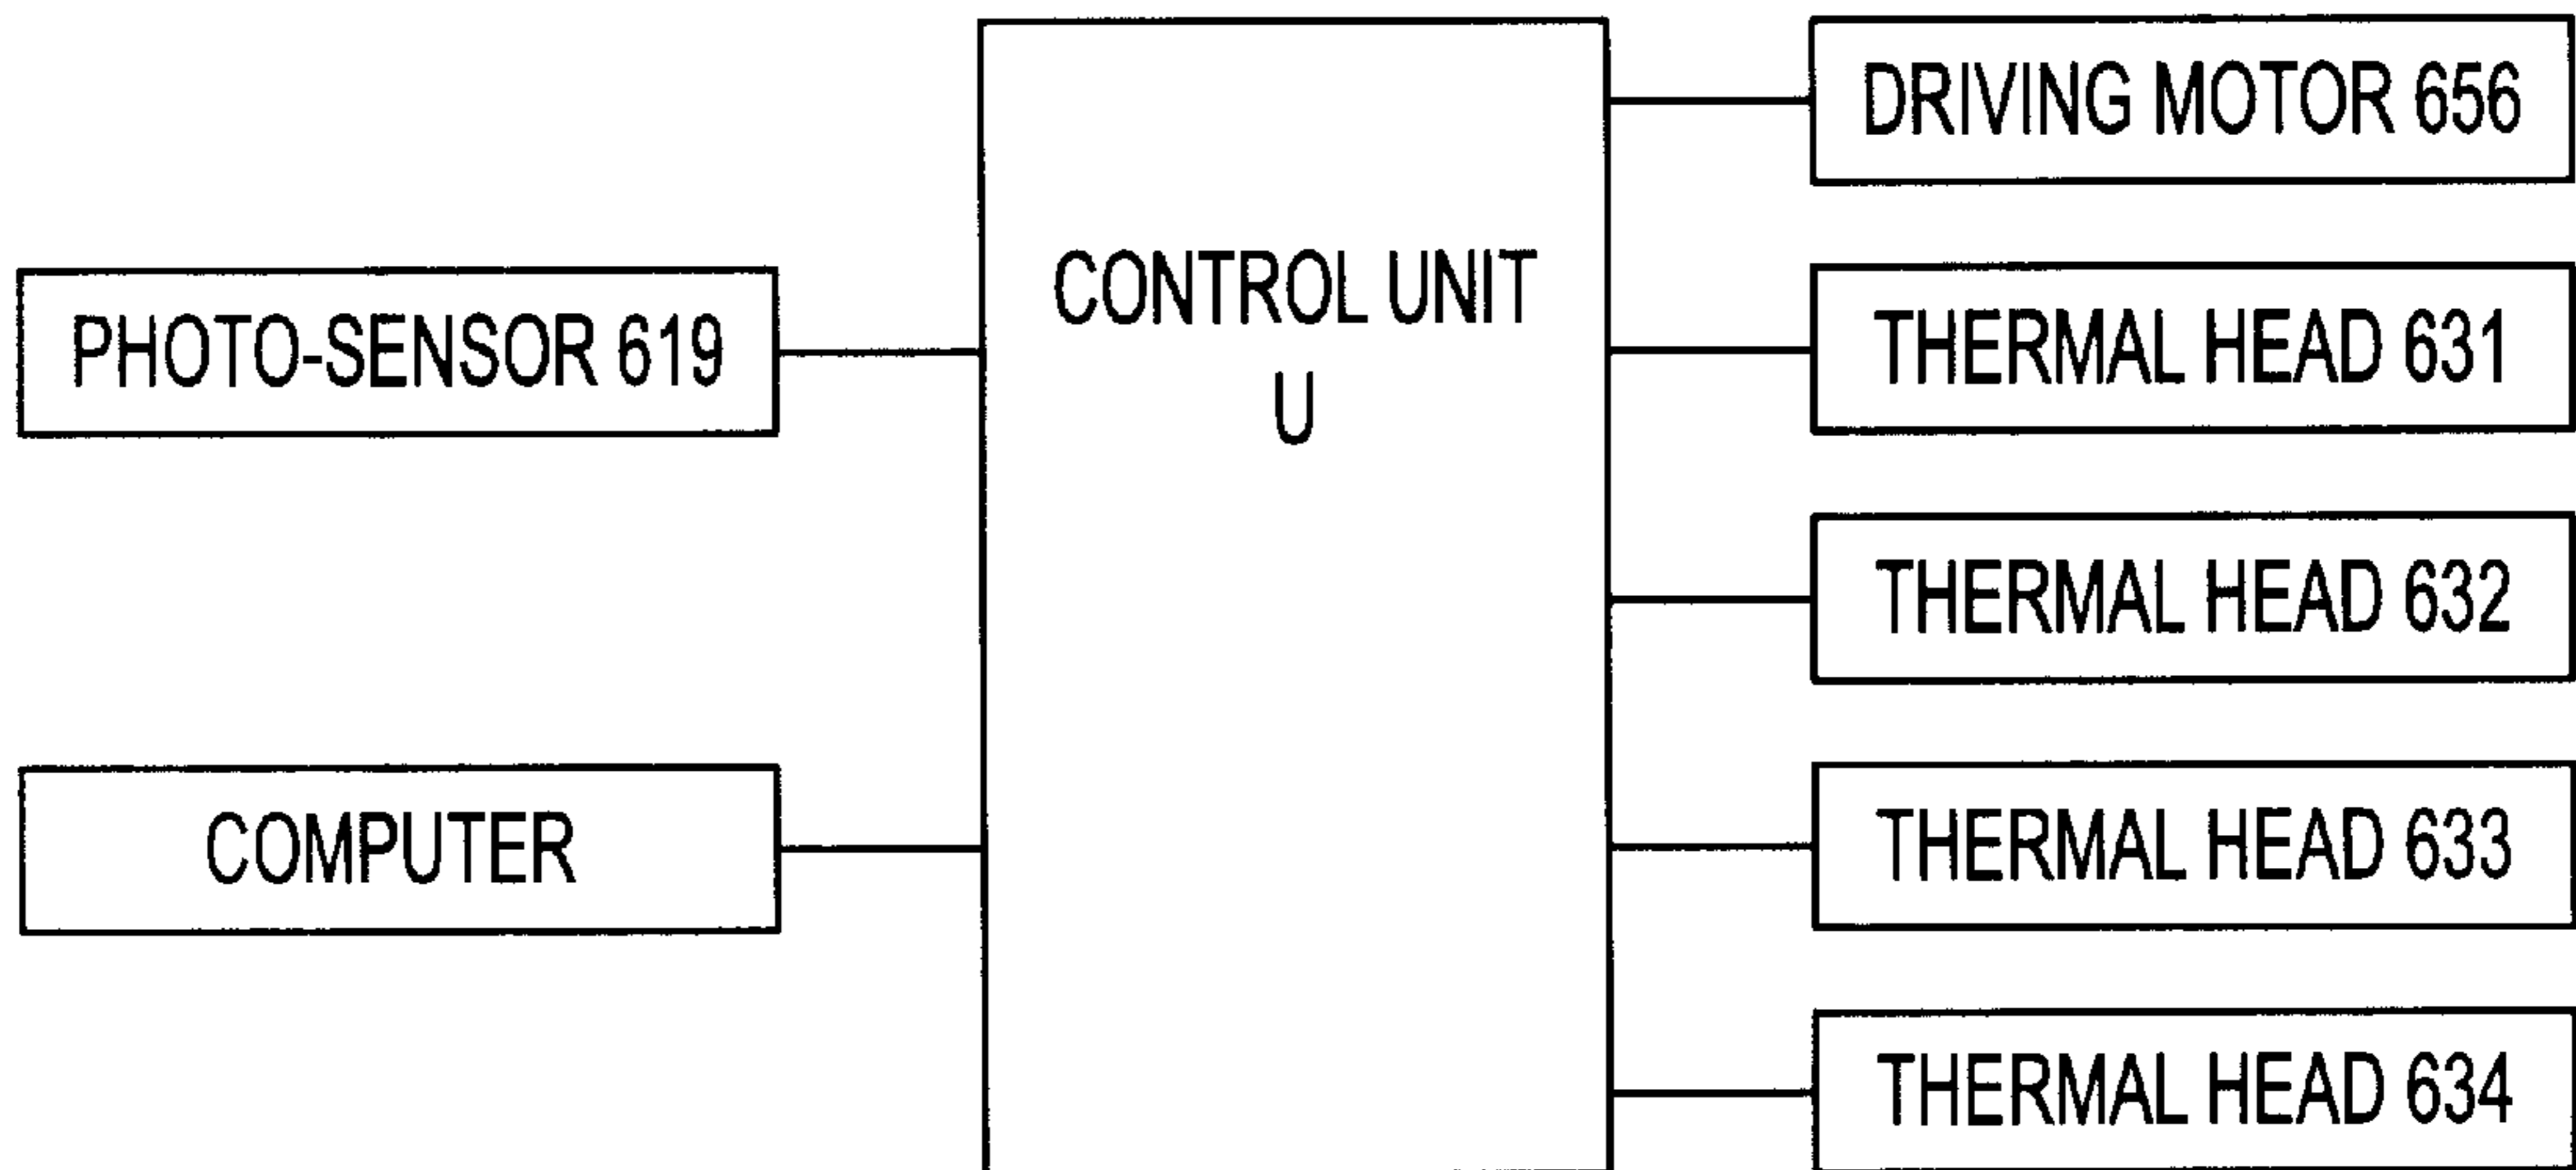 DRIVING MOTOR 656
CONTROL UNIT
U
PHOTO-SENSOR 619
THERMAL HEAD 631
THERMAL HEAD 632
COMPUTER
THERMAL HEAD 633
THERMAL HEAD 634